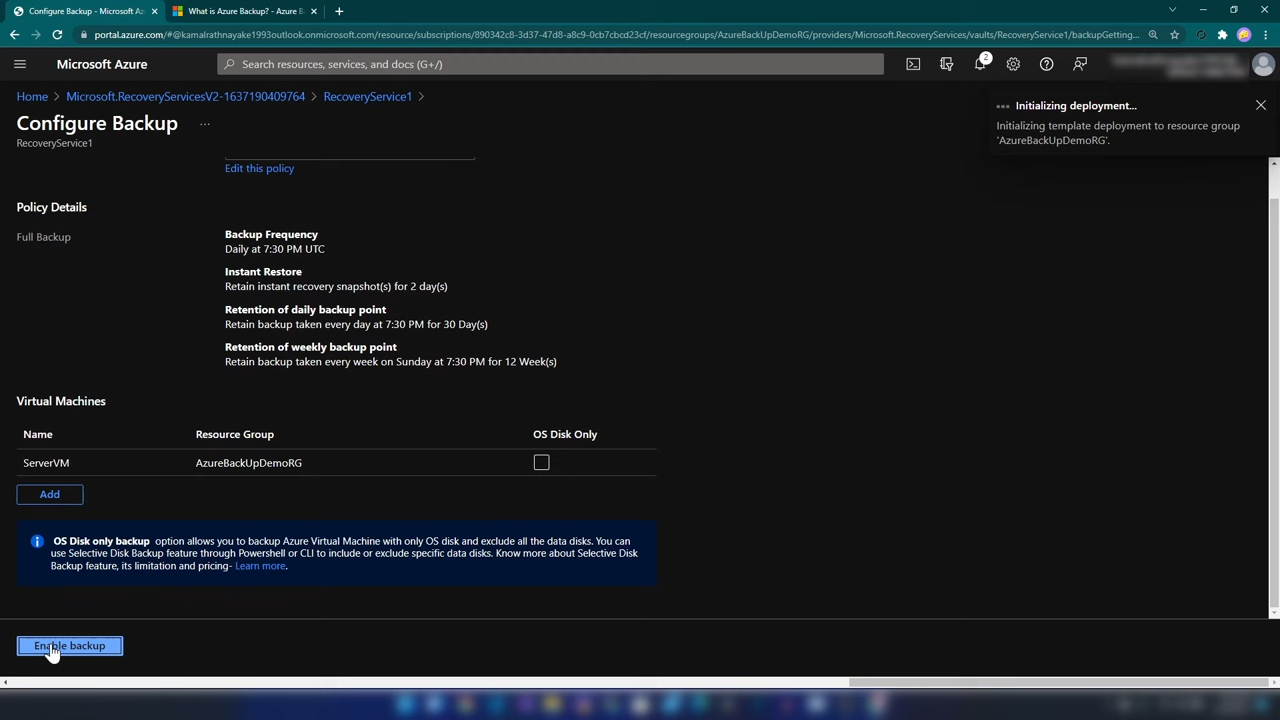 Configure Backup - Microsoft Az
What is Azure Backup? - Azure B
portal.azure.com/#@kamalrathnayake1993outlook.onmicrosoft.com/resource/subscriptions/890342c8-3d37-47d8-a8c9-0cb7cbcd23cf/resourcegroups/AzureBackUpDemoRG/providers/Microsoft.RecoveryServices/vaults/RecoveryService1/backupGetting...
Microsoft Azure
Search resources, services, and docs (G+/)
2
Home > Microsoft.RecoveryServicesV2-1637190409764 > RecoveryService1 >
Configure Backup ...
RecoveryService1
Initializing deployment...
Initializing template deployment to resource group
'AzureBackUpDemoRG'.
Edit this policy
Policy Details
Full Backup
Backup Frequency
Daily at 7:30 PM UTC
Instant Restore
Retain instant recovery snapshot(s) for 2 day(s)
Retention of daily backup point
Retain backup taken every day at 7:30 PM for 30 Day(s)
Retention of weekly backup point
Retain backup taken every week on Sunday at 7:30 PM for 12 Week(s)
Virtual Machines
Name Resource Group OS Disk Only
ServerVM AzureBackUpDemoRG
Add
OS Disk only backup option allows you to backup Azure Virtual Machine with only OS disk and exclude all the data disks. You can
use Selective Disk Backup feature through Powershell or CLI to include or exclude specific data disks. Know more about Selective Disk
Backup feature, its limitation and pricing- Learn more.
Enable backup